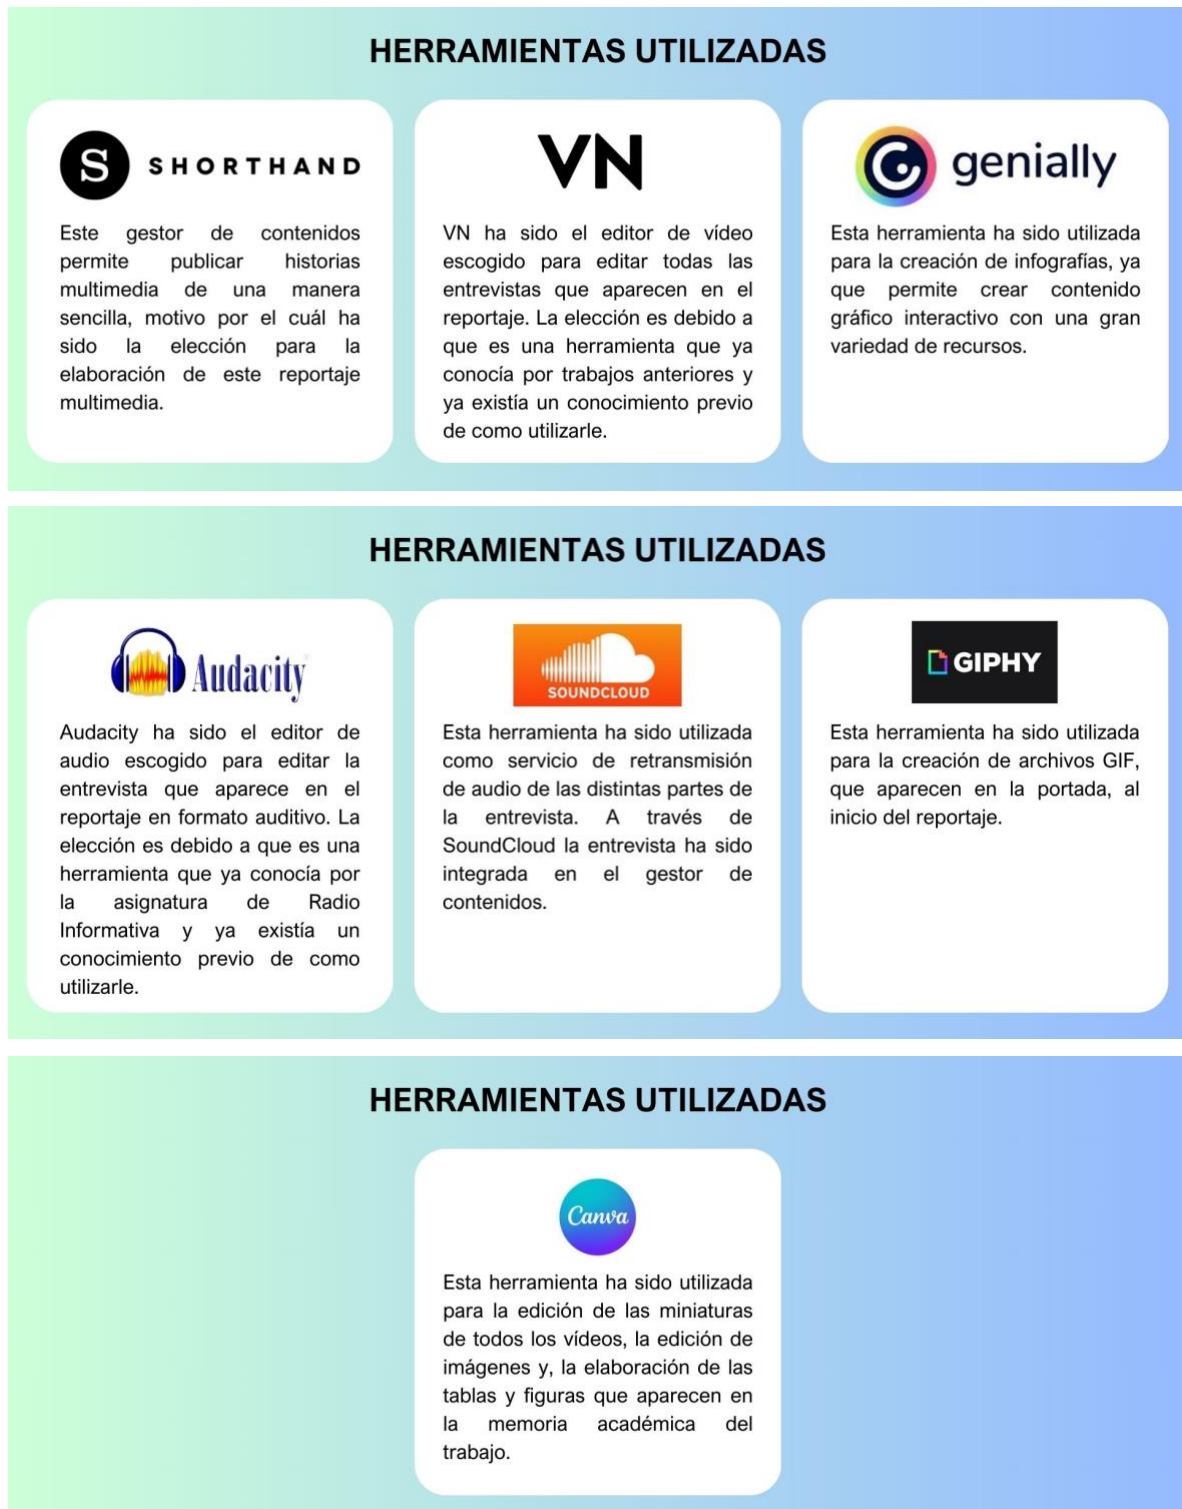 HERRAMIENTAS UTILIZADAS
S SHORTHAND
Este gestor de contenidos
permite publicar historias
multimedia de una manera
sencilla, motivo por el cuál ha
sido la elección para la
elaboración de este reportaje
multimedia.
VN
VN ha sido el editor de vídeo
escogido para editar todas las
entrevistas que aparecen en el
reportaje. La elección es debido a
que es una herramienta que ya
conocía por trabajos anteriores y
ya existía un conocimiento previo
de como utilizarle.
genially
Esta herramienta ha sido utilizada
para la creación de infografías, ya
que permite crear contenido
gráfico interactivo con una gran
variedad de recursos.
HERRAMIENTAS UTILIZADAS
Audacity
Audacity ha sido el editor de
audio escogido para editar la
entrevista que aparece en el
reportaje en formato auditivo. La
elección es debido a que es una
herramienta que ya conocía por
la asignatura de Radio
Informativa y ya existía un
conocimiento previo de como
utilizarle.
SOUNDCLOUD
Esta herramienta ha sido utilizada
como servicio de retransmisión
de audio de las distintas partes de
la entrevista. A través de
SoundCloud la entrevista ha sido
integrada en el gestor de
contenidos.
GIPHY
Esta herramienta ha sido utilizada
para la creación de archivos GIF,
que aparecen en la portada, al
inicio del reportaje.
HERRAMIENTAS UTILIZADAS
Canva
Esta herramienta ha sido utilizada
para la edición de las miniaturas
de todos los vídeos, la edición de
imágenes y, la elaboración de las
tablas y figuras que aparecen en
la memoria académica del
trabajo.